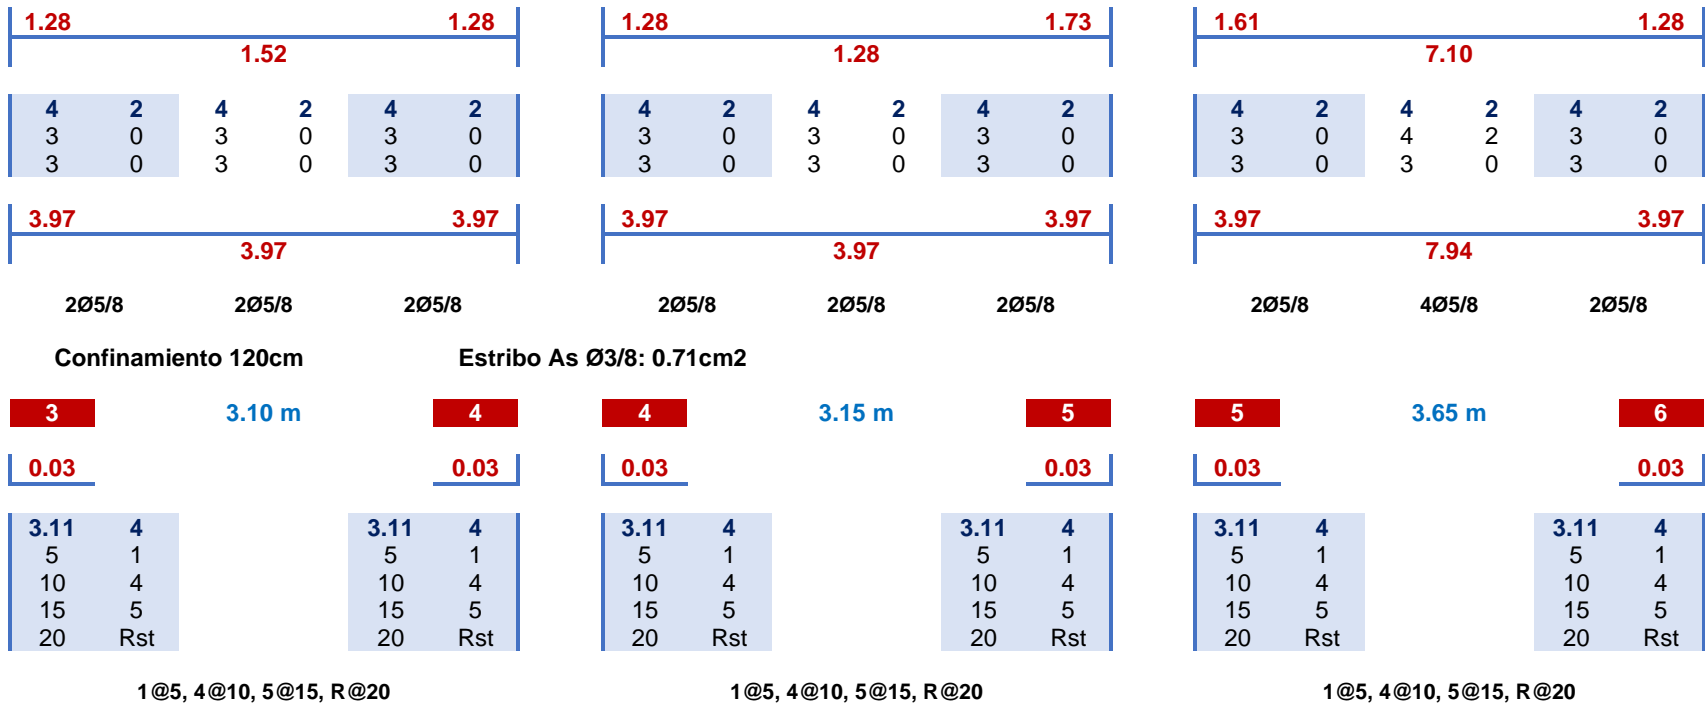 1.28 1.28 1.28 1.73 1.61 1.28
1.52 1.28 7.10
4 2 4 2 4 2 4 2 4 2 4 2 4 2 4 2 4 2
3 0 3 0 3 0 3 0 3 0 3 0 3 0 4 2 3 0
3 0 3 0 3 0 3 0 3 0 3 0 3 0 3 0 3 0
3.97 3.97 3.97 3.97 3.97 3.97
3.97 3.97 7.94
2Ø5/8 2Ø5/8 2Ø5/8 2Ø5/8 2Ø5/8 2Ø5/8 2Ø5/8 4Ø5/8 2Ø5/8
Confinamiento 120cm Estribo As Ø3/8: 0.71cm2
3 3.10 m 4 4 3.15 m 5 5 3.65 m 6
0.03 0.03 0.03 0.03 0.03 0.03
3.11 4 3.11 4 3.11 4 3.11 4 3.11 4 3.11 4
5 1 5 1 5 1 5 1 5 1 5 1
10 4 10 4 10 4 10 4 10 4 10 4
15 5 15 5 15 5 15 5 15 5 15 5
20 Rst 20 Rst 20 Rst 20 Rst 20 Rst 20 Rst
1@5, 4@10, 5@15, R@20 1@5, 4@10, 5@15, R@20 1@5, 4@10, 5@15, R@20